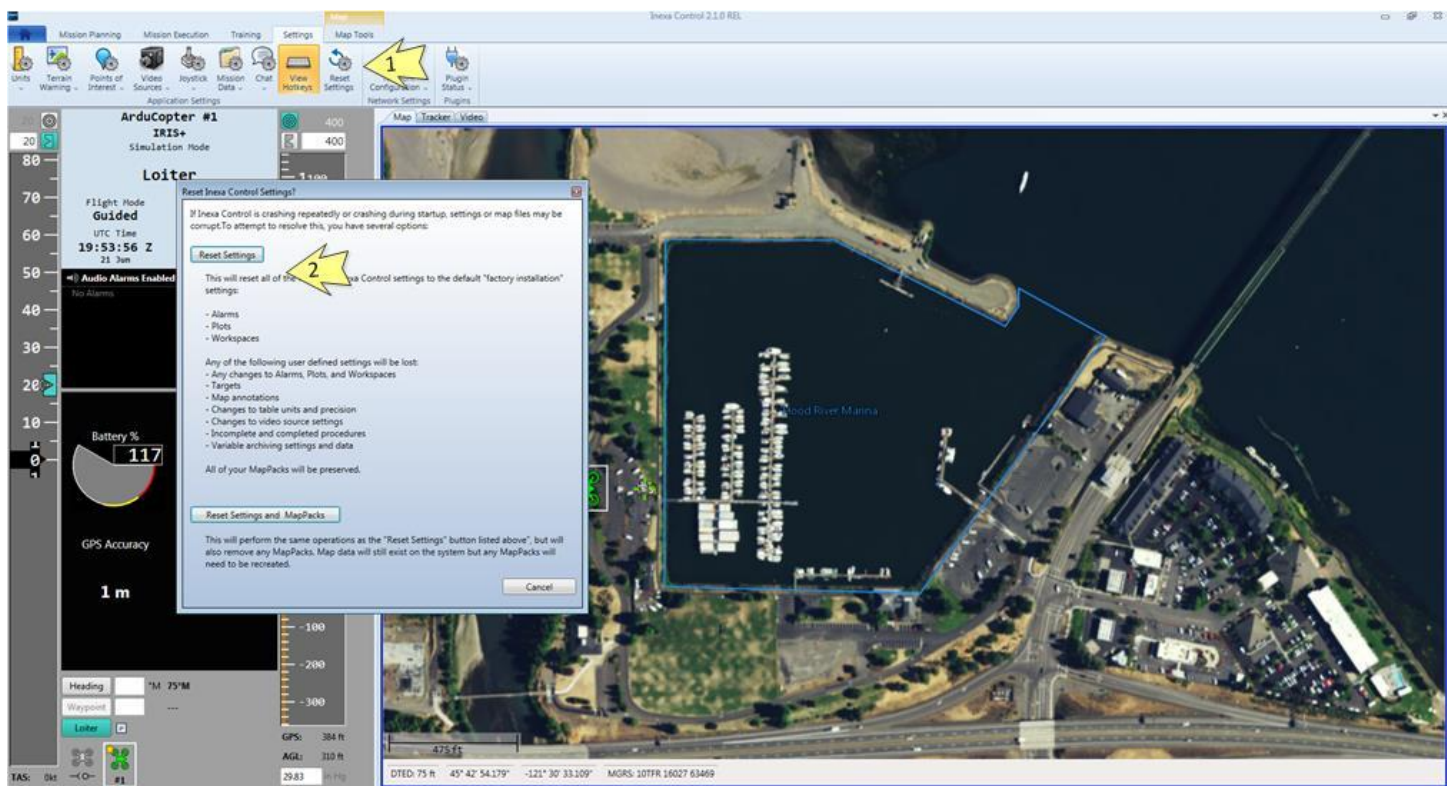 Map
Inexa Control 2.1.0 REL
Mission Planning Mission Execution Training Settings Map Tools
Units Terrain Warning Points of Interest Video Sources Joystick Mission Data Chat View Hotkeys Reset Settings Configuration Plugin Status
Application Settings Network Settings Plugins
1
ArduCopter #1
IRIS+
Simulation Mode
Loiter
Flight Mode
Guided
UTC Time
19:53:56 Z
21 Jun
Audio Alarms Enabled
No Alarms
20
20
80
70
60
50
40
30
20
10
0
Battery %
117
GPS Accuracy
1 m
400
400
-100
-200
-300
Heading °M 75°M
Waypoint ---
Loiter P
#1
TAS: 0kt
GPS: 384 ft
AGL: 310 ft
29.83 in Hg
Reset Inexa Control Settings?
If Inexa Control is crashing repeatedly or crashing during startup, settings or map files may be
corrupt.To attempt to resolve this, you have several options:
Reset Settings
2
This will reset all of the xa Control settings to the default "factory installation"
settings:
- Alarms
- Plots
- Workspaces
Any of the following user defined settings will be lost:
- Any changes to Alarms, Plots, and Workspaces
- Targets
- Map annotations
- Changes to table units and precision
- Changes to video source settings
- Incomplete and completed procedures
- Variable archiving settings and data
All of your MapPacks will be preserved.
Reset Settings and MapPacks
This will perform the same operations as the "Reset Settings" button listed above", but will
also remove any MapPacks. Map data will still exist on the system but any MapPacks will
need to be recreated.
Cancel
Map Tracker Video
Hood River Marina
475 ft
DTED: 75 ft 45° 42' 54.179" -121° 30' 33.109" MGRS: 10TFR 16027 63469